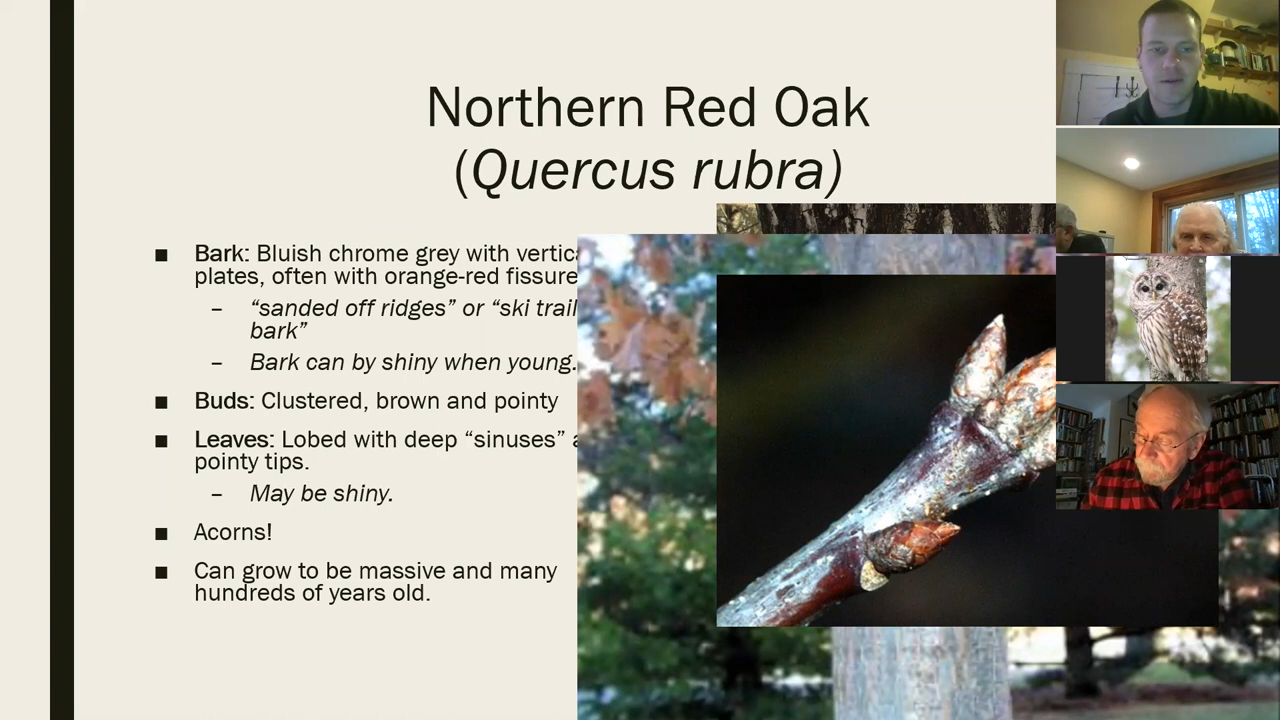 Northern Red Oak
(Quercus rubra)
■ Bark: Bluish chrome grey with vertic
plates, often with orange-red fissure
– “sanded off ridges” or “ski trail
bark”
– Bark can by shiny when young.
■ Buds: Clustered, brown and pointy
■ Leaves: Lobed with deep “sinuses” a
pointy tips.
– May be shiny.
■ Acorns!
■ Can grow to be massive and many
hundreds of years old.